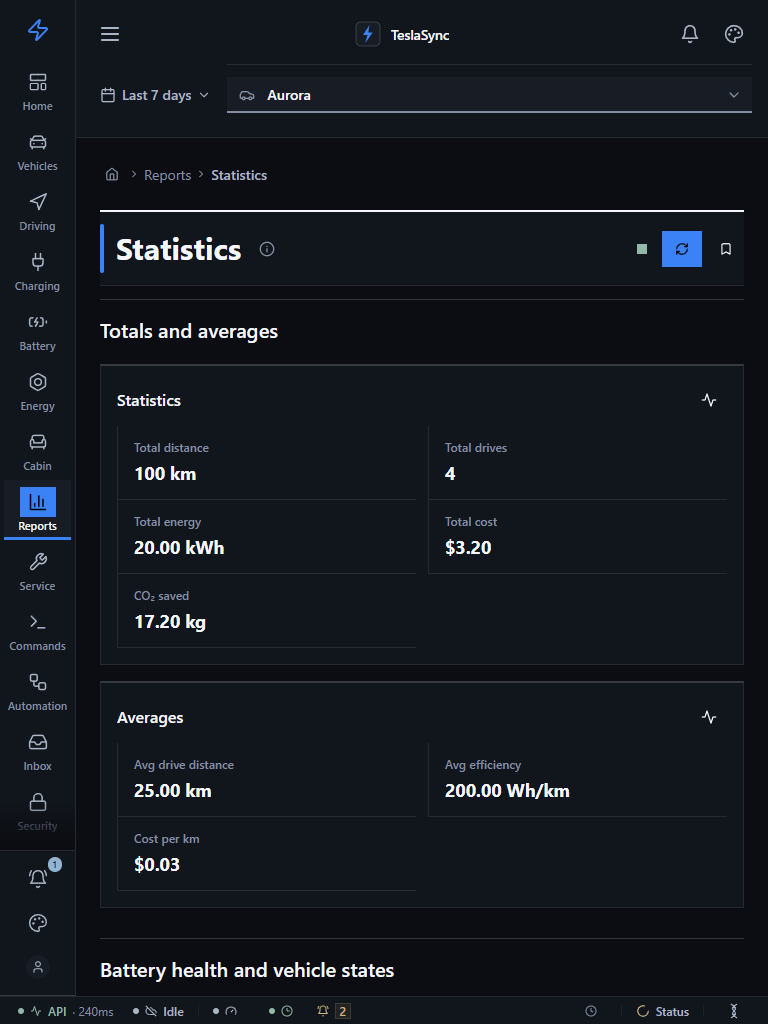 TeslaSync
Last 7 days
Aurora
Home
Vehicles
Driving
Charging
Battery
Energy
Cabin
Reports
Service
Commands
Automation
Inbox
Security
1
Reports
Statistics
Statistics
Totals and averages
Statistics
Total distance
100 km
Total drives
4
Total energy
20.00 kWh
Total cost
$3.20
CO₂ saved
17.20 kg
Averages
Avg drive distance
25.00 km
Avg efficiency
200.00 Wh/km
Cost per km
$0.03
Battery health and vehicle states
API · 240ms
Idle
2
Status